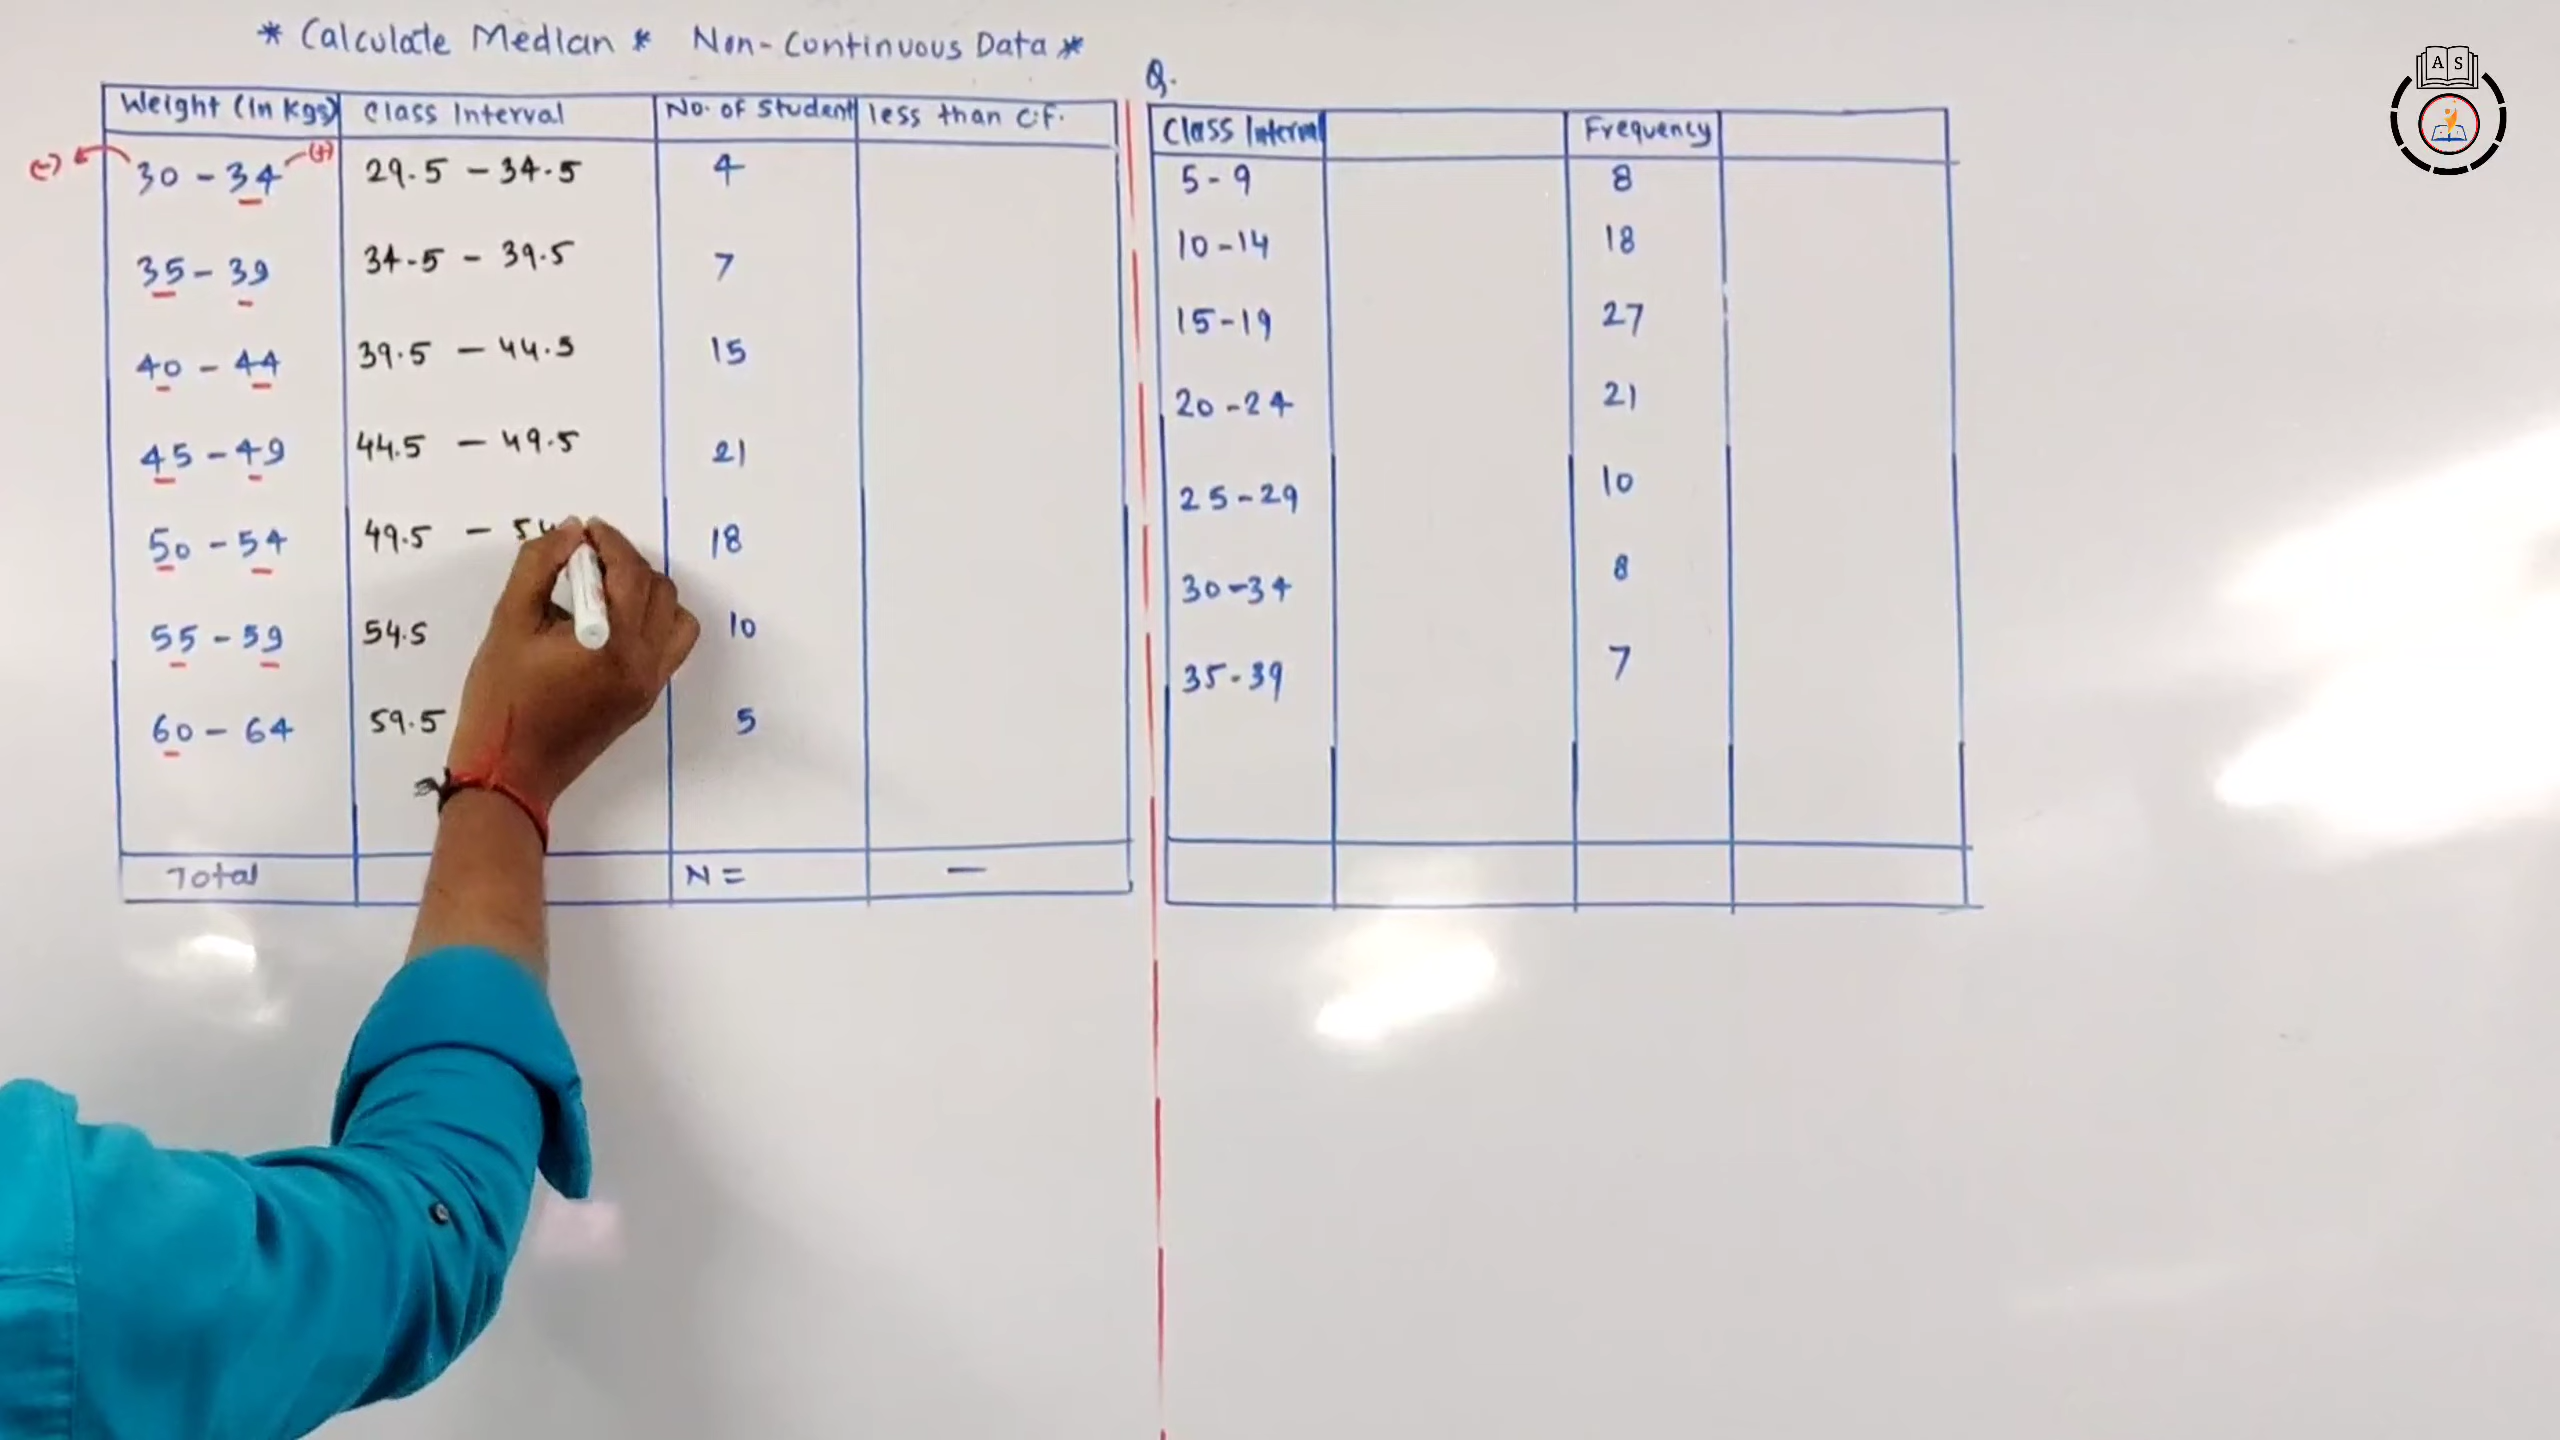 * Calculate Median * Non-Continuous Data *
Weight (In Kgs) Class Interval No. of Student less than C.F.
(-) 30 - 34 (+) 29.5 - 34.5 4
35 - 39 34.5 - 39.5 7
40 - 44 39.5 - 44.5 15
45 - 49 44.5 - 49.5 21
50 - 54 49.5 - 54 18
55 - 59 54.5 10
60 - 64 59.5 5
Total N = —
Q.
Class Interval Frequency
5 - 9 8
10 - 14 18
15 - 19 27
20 - 24 21
25 - 29 10
30 - 34 8
35 - 39 7
A S